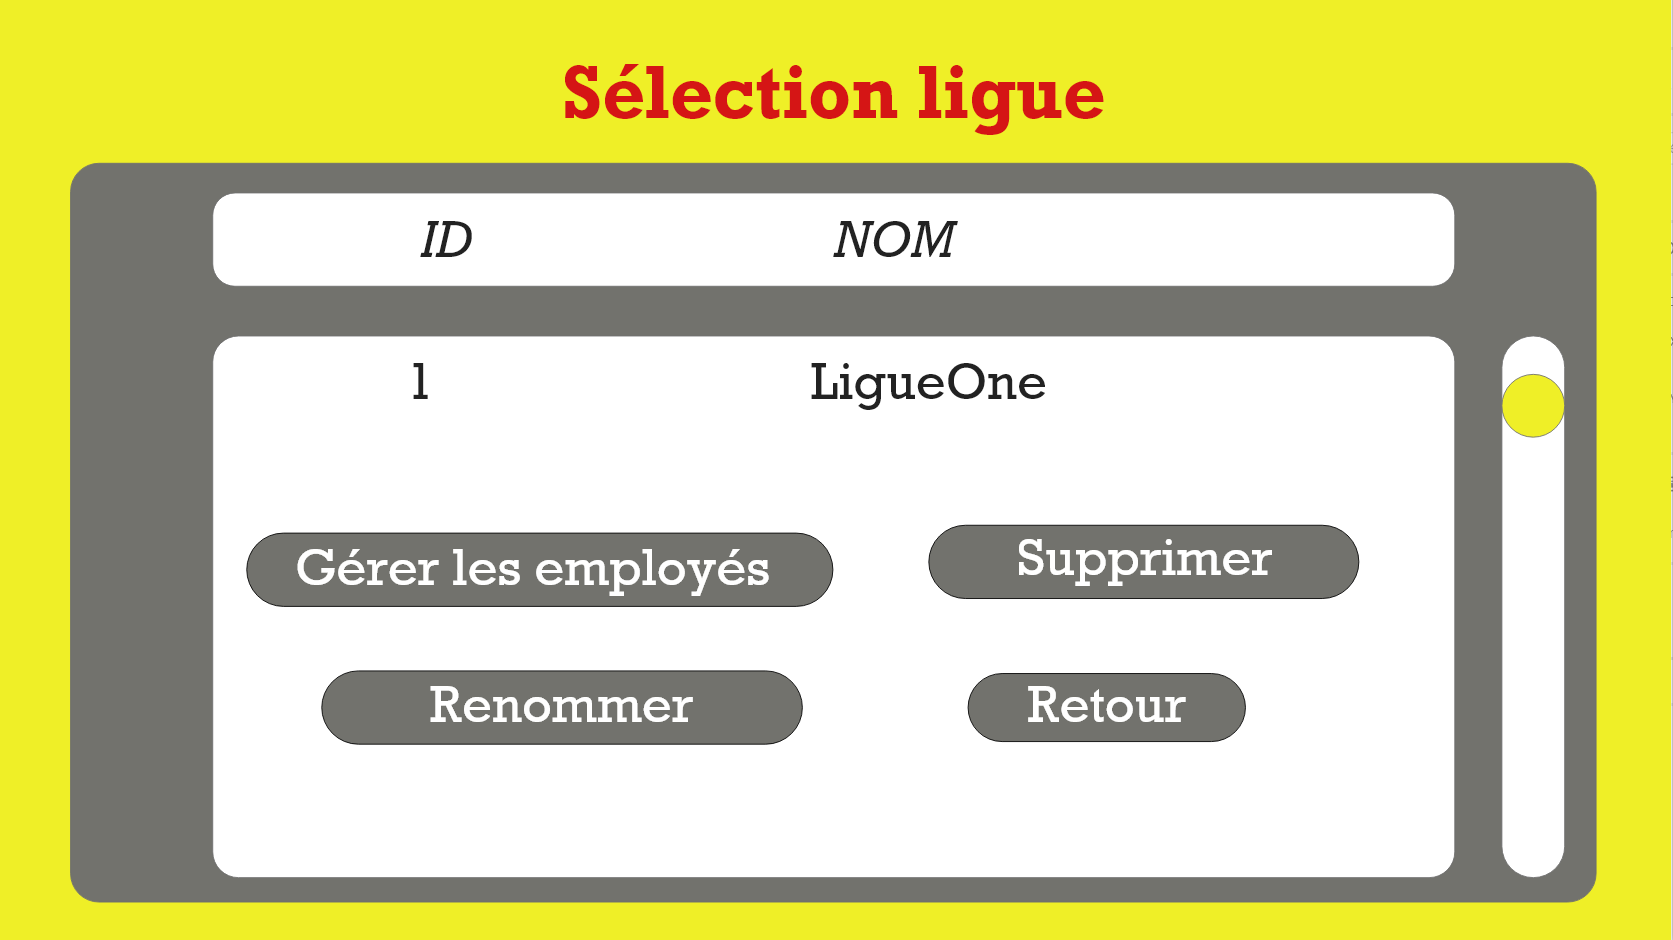 Sélection ligue
ID NOM
1 LigueOne
Gérer les employés Supprimer
Renommer Retour